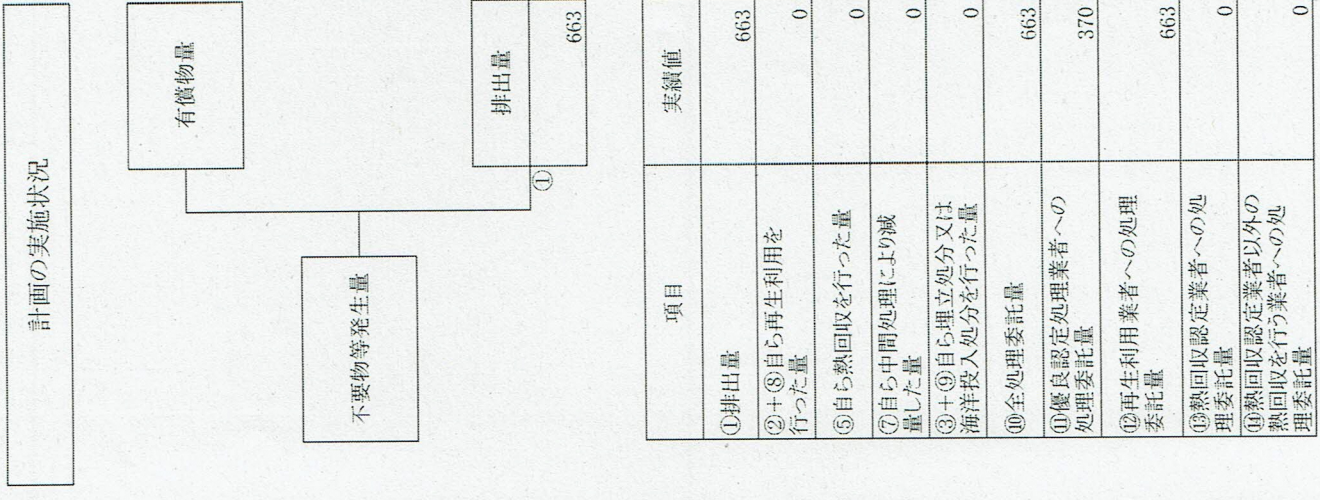 計画の実施状況
有償物量
不要物等発生量
①
排出量
663
項目
実績値
①排出量
663
②+⑧自ら再生利用を
行った量
0
⑤自ら熱回収を行った量
0
⑦自ら中間処理により減
量した量
0
③+⑨自ら埋立処分又は
海洋投入処分を行った量
0
⑩全処理委託量
663
⑪優良認定処理業者への
処理委託量
370
⑫再生利用業者への処理
委託量
663
⑬熱回収認定業者への処
理委託量
0
⑭熱回収認定業者以外の
熱回収を行う業者への処
理委託量
0